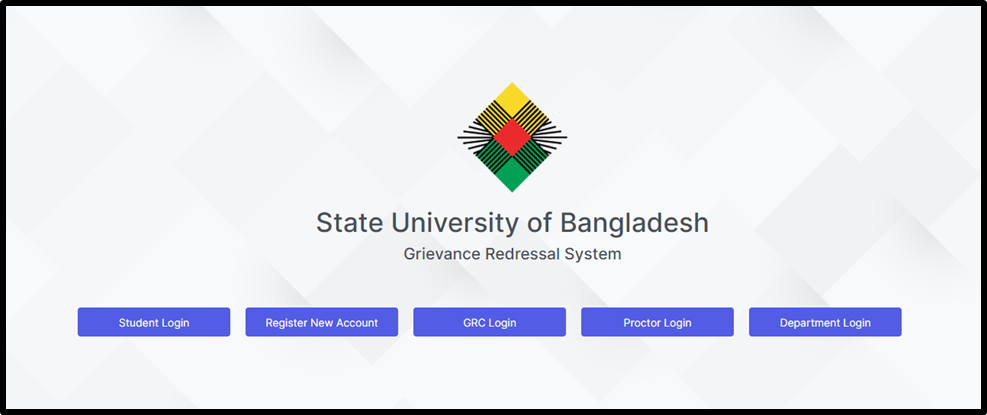 State University of Bangladesh
Grievance Redressal System
Student Login
Register New Account
GRC Login
Proctor Login
Department Login